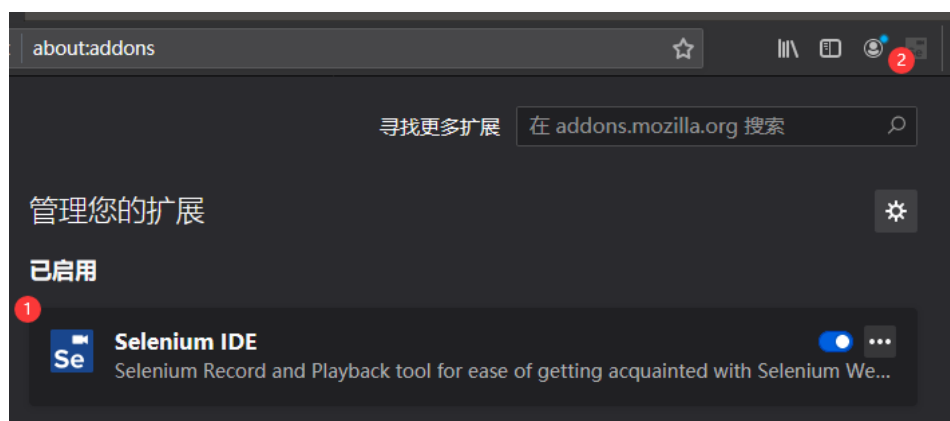 about:addons
2
寻找更多扩展
在 addons.mozilla.org 搜索
管理您的扩展
已启用
1
Se
Selenium IDE
Selenium Record and Playback tool for ease of getting acquainted with Selenium We...